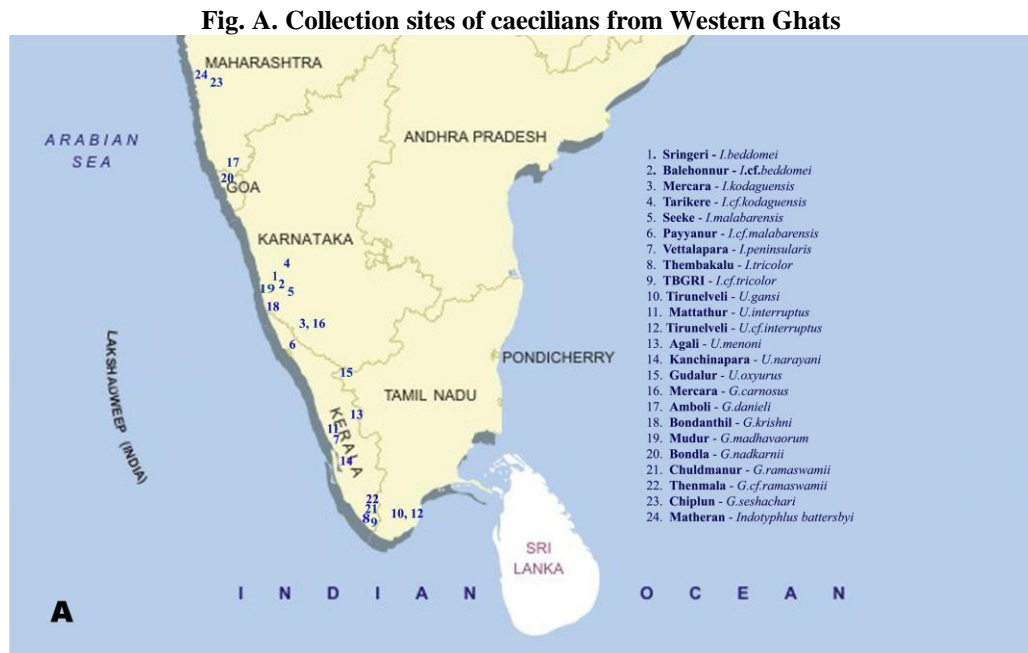 Fig. A. Collection sites of caecilians from Western Ghats
24 MAHARASHTRA
23
ARABIAN
SEA
ANDHRA PRADESH
17
20
GOA
KARNATAKA
4
1
19 2 5
18
3, 16
6
LAKSHADWEEP (INDIA)
PONDICHERRY
15
TAMIL NADU
KERALA
13
11
7
14
22
21
8 9
10, 12
SRI
LANKA
INDIAN OCEAN
A
1. Sringeri - I.beddomei
2. Balehonnur - I.cf.beddomei
3. Mercara - I.kodaguensis
4. Tarikere - I.cf.kodaguensis
5. Seeke - I.malabarensis
6. Payyanur - I.cf.malabarensis
7. Vettalapara - I.peninsularis
8. Thembakalu - I.tricolor
9. TBGRI - I.cf.tricolor
10. Tirunelveli - U.gansi
11. Mattathur - U.interruptus
12. Tirunelveli - U.cf.interruptus
13. Agali - U.menoni
14. Kanchinapara - U.narayani
15. Gudalur - U.oxyurus
16. Mercara - G.carnosus
17. Amboli - G.danieli
18. Bondanthil - G.krishni
19. Mudur - G.madhavaorum
20. Bondla - G.nadkarnii
21. Chuldmanur - G.ramaswamii
22. Thenmala - G.cf.ramaswamii
23. Chiplun - G.seshachari
24. Matheran - Indotyphlus battersbyi